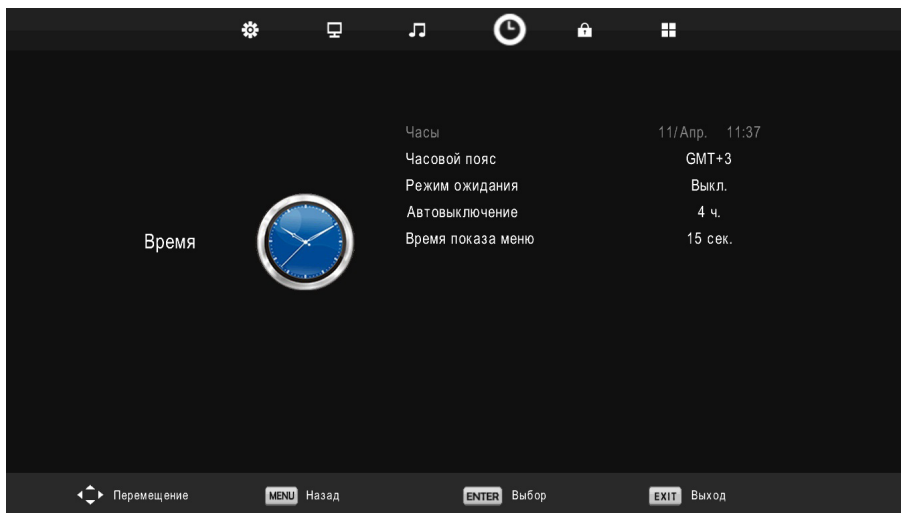 Часы 11/Апр. 11:37
Часовой пояс GMT+3
Режим ожидания Выкл.
Автовыключение 4 ч.
Время показа меню 15 сек.
Время
Перемещение MENU Назад ENTER Выбор EXIT Выход